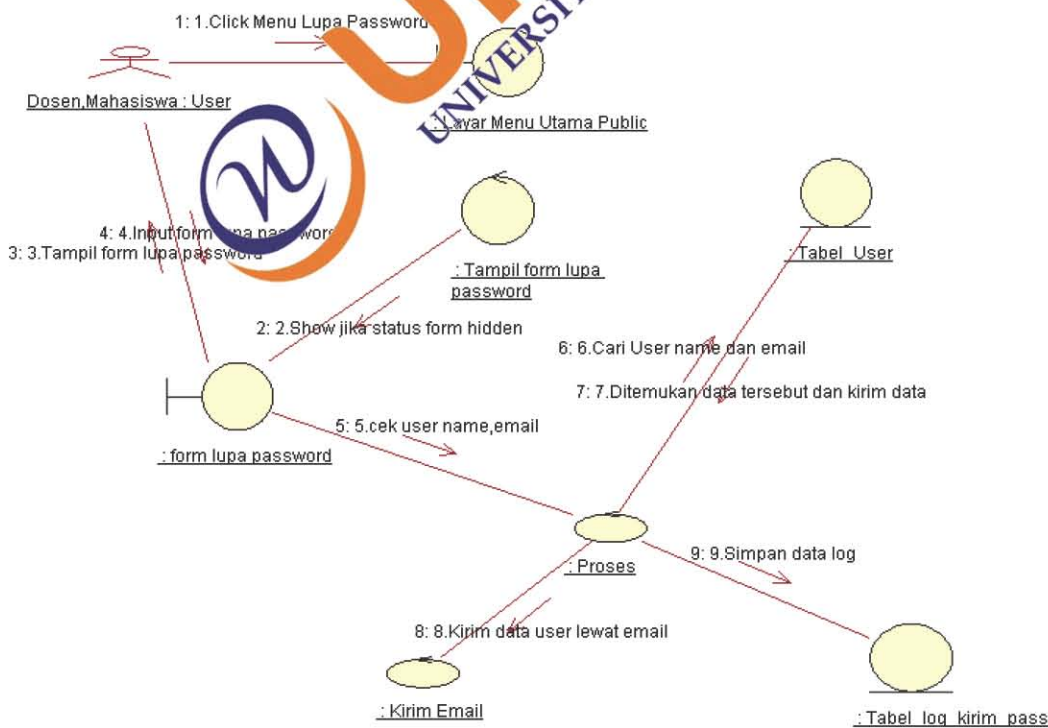 1: 1.Click Menu Lupa Password
UNIVERSI
Dosen,Mahasiswa : User
: Layar Menu Utama Public
4: 4.Input form lupa password
3: 3.Tampil form lupa password
: Tabel_User
: Tampil form lupa
password
2: 2.Show jika status form hidden
6: 6.Cari User name dan email
7: 7.Ditemukan data tersebut dan kirim data
5: 5.cek user name,email
: form lupa password
9: 9.Simpan data log
: Proses
8: 8.Kirim data user lewat email
: Kirim Email
: Tabel_log_kirim_pass